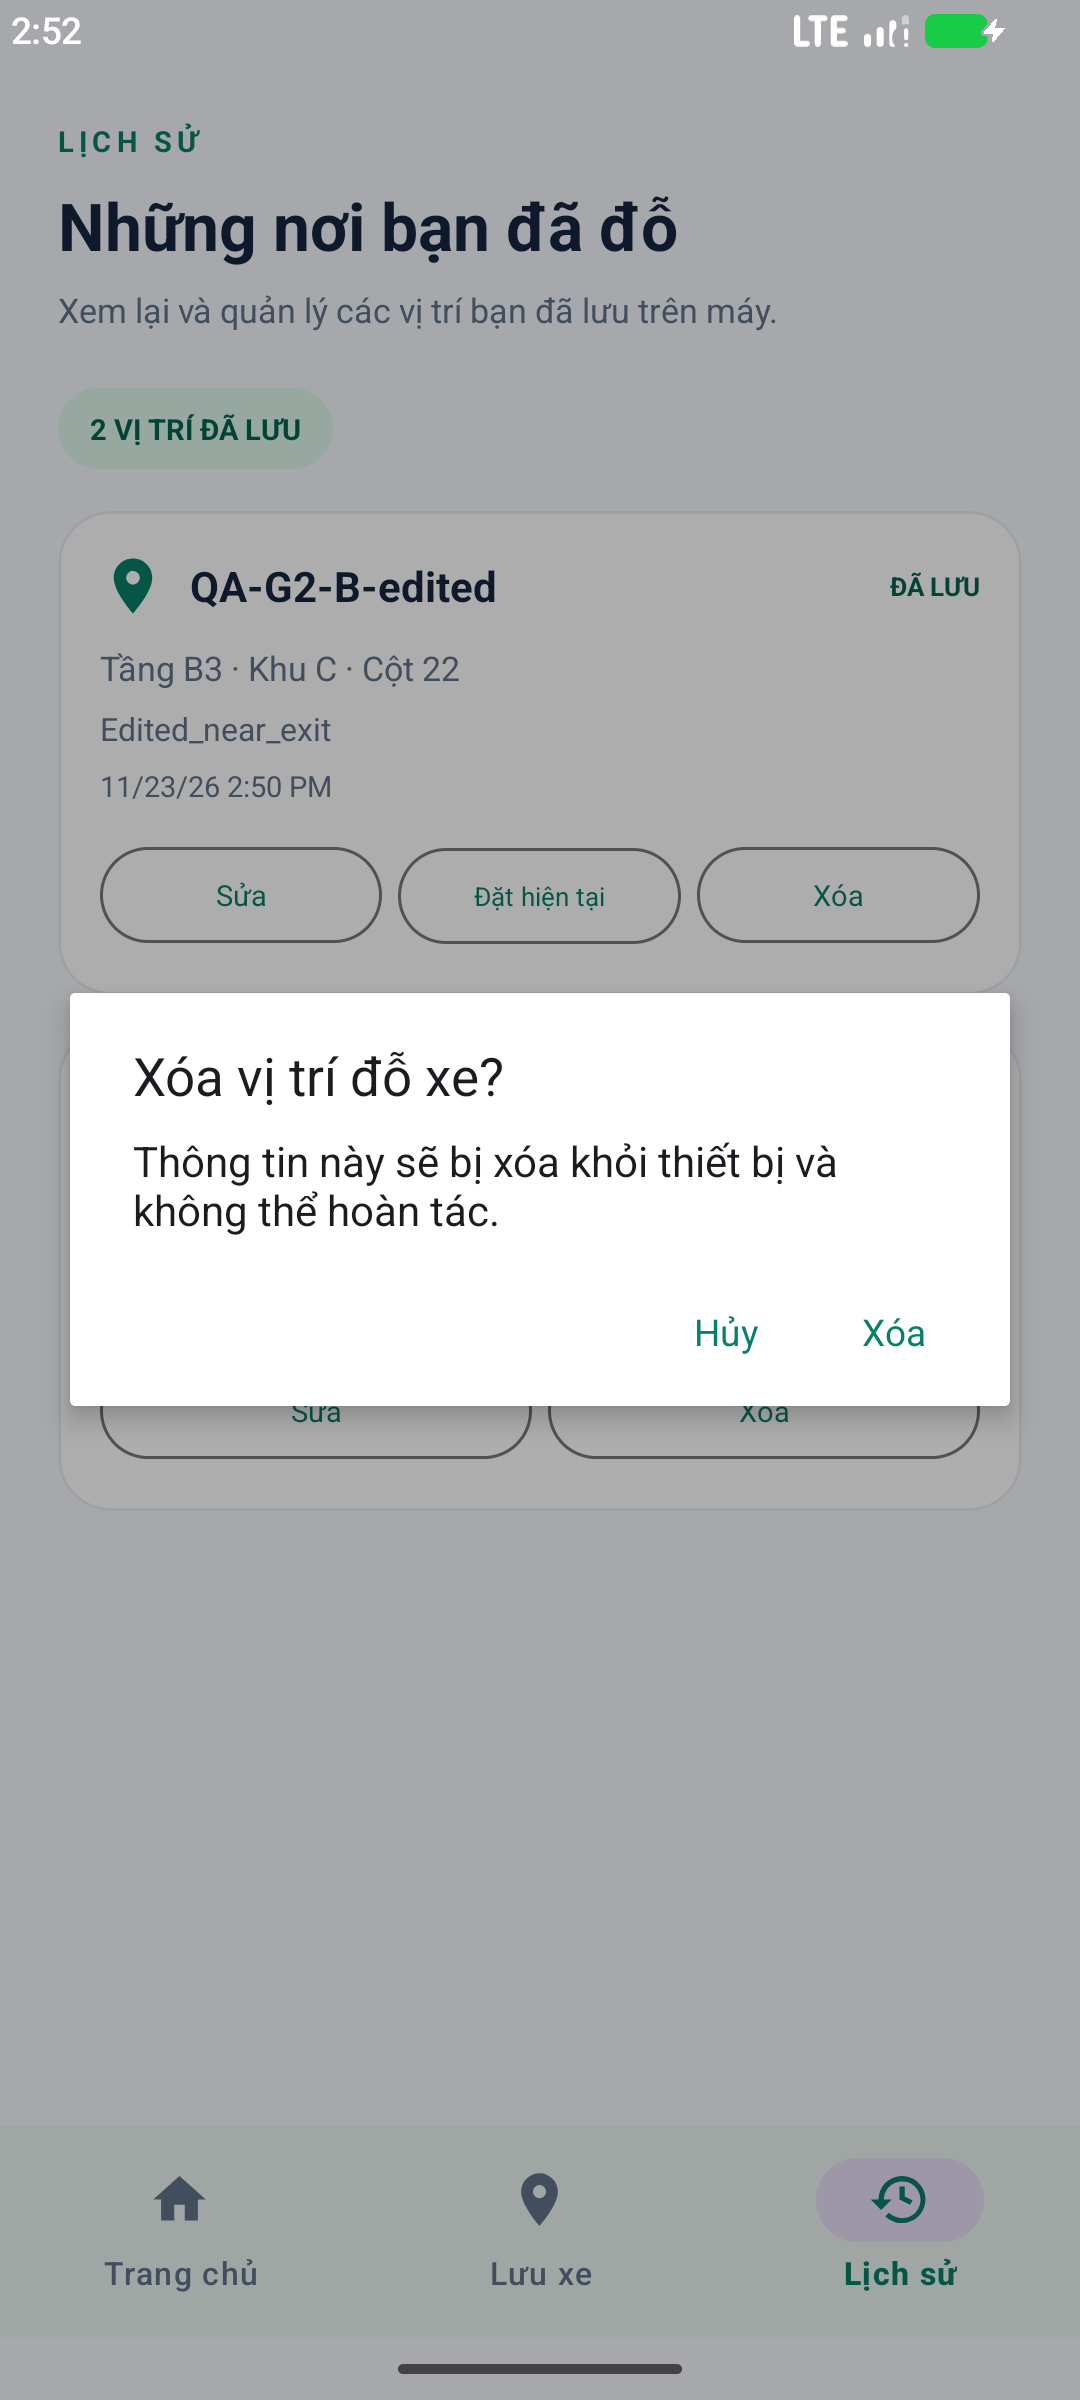 2:52
LTE
LỊCH SỬ
Những nơi bạn đã đỗ
Xem lại và quản lý các vị trí bạn đã lưu trên máy.
2 VỊ TRÍ ĐÃ LƯU
QA-G2-B-edited
ĐÃ LƯU
Tầng B3 · Khu C · Cột 22
Edited_near_exit
11/23/26 2:50 PM
Sửa
Đặt hiện tại
Xóa
Xóa vị trí đỗ xe?
Thông tin này sẽ bị xóa khỏi thiết bị và
không thể hoàn tác.
Hủy
Xóa
Sửa
Xóa
Trang chủ
Lưu xe
Lịch sử